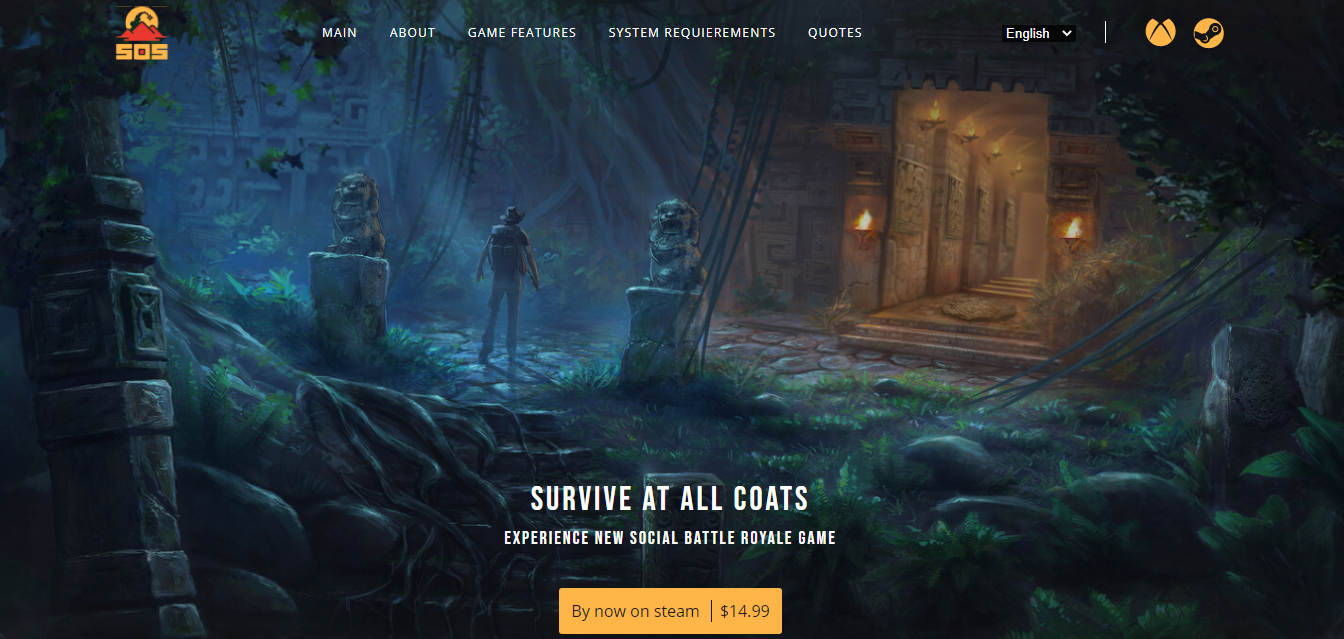 SOS
MAIN
ABOUT
GAME FEATURES
SYSTEM REQUIEREMENTS
QUOTES
English
SURVIVE AT ALL COATS
EXPERIENCE NEW SOCIAL BATTLE ROYALE GAME
By now on steam | $14.99